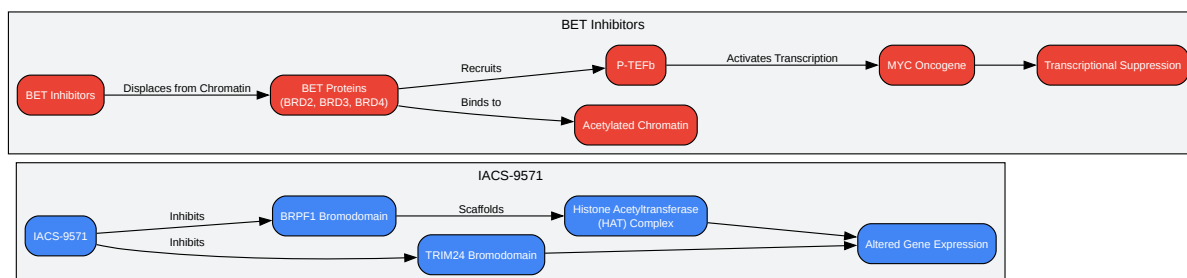 BET Inhibitors
BET Inhibitors
Displaces from Chromatin
BET Proteins
(BRD2, BRD3, BRD4)
Recruits
P-TEFb
Activates Transcription
MYC Oncogene
Transcriptional Suppression
Binds to
Acetylated Chromatin
IACS-9571
IACS-9571
Inhibits
BRPF1 Bromodomain
Scaffolds
Histone Acetyltransferase
(HAT) Complex
Inhibits
TRIM24 Bromodomain
Altered Gene Expression